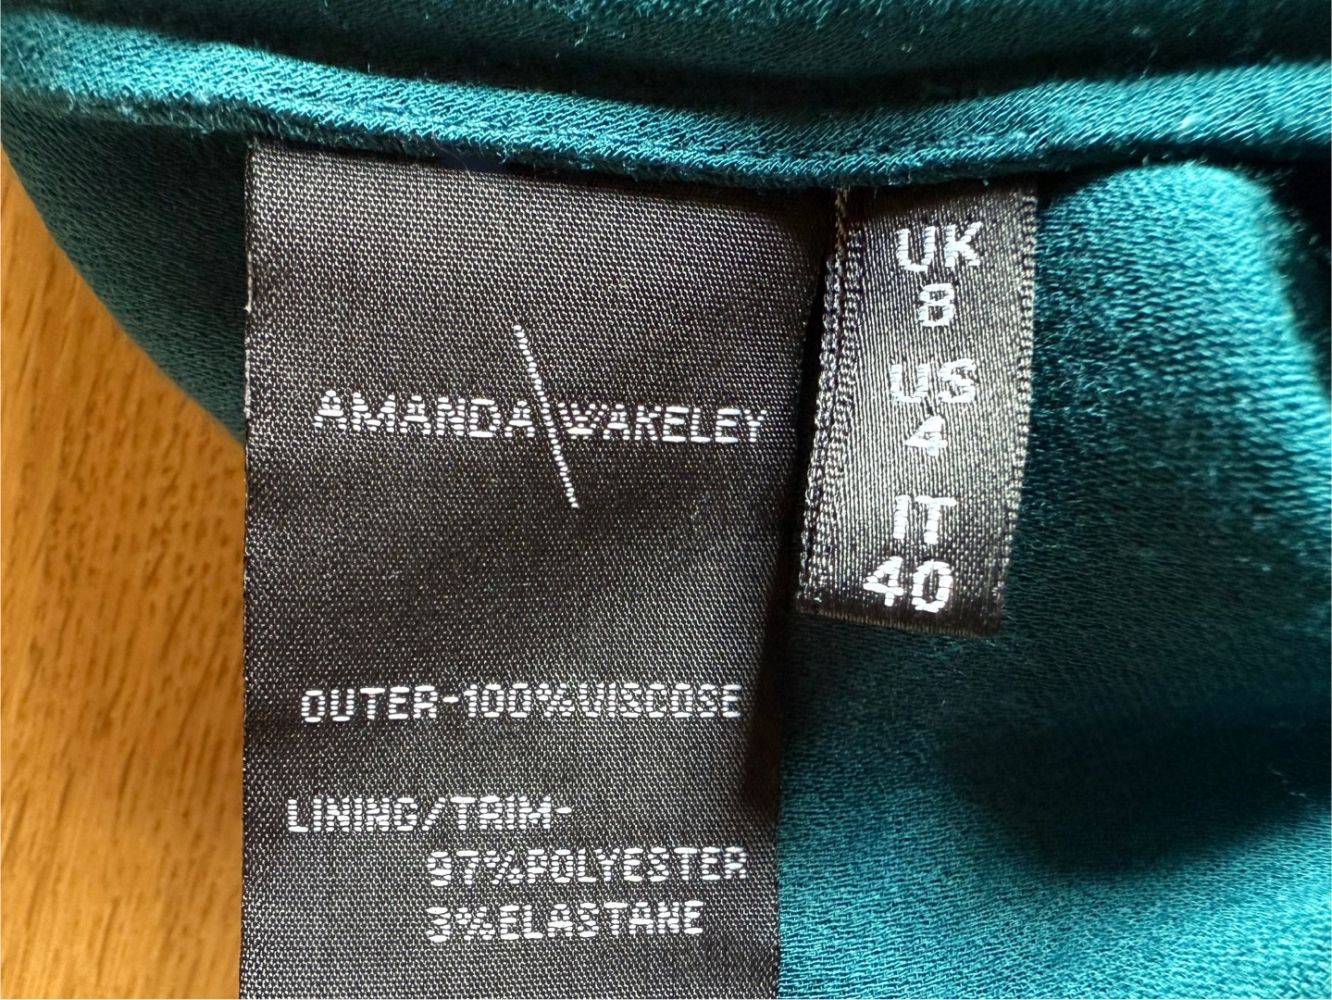 AMANDA\WAKELEY
UK
8
US
4
IT
40
OUTER-100%VISCOSE
LINING/TRIM-
97%POLYESTER
3%ELASTANE